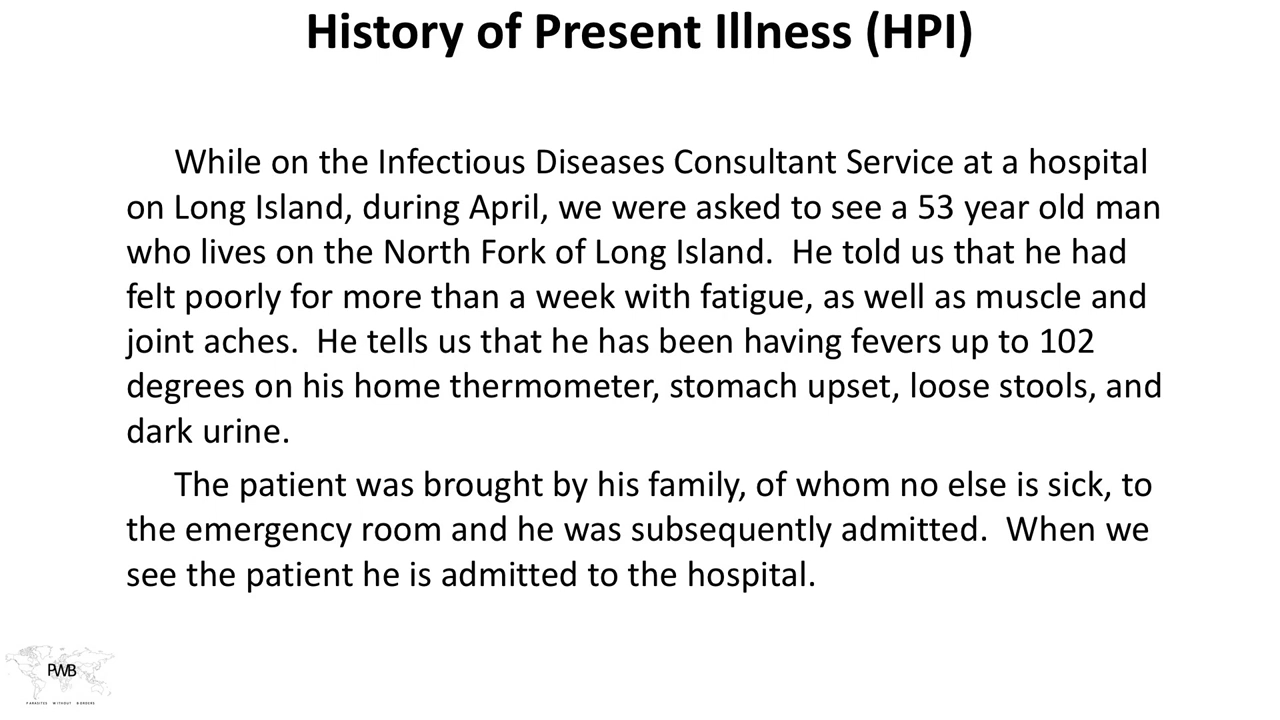 History of Present Illness (HPI)
While on the Infectious Diseases Consultant Service at a hospital
on Long Island, during April, we were asked to see a 53 year old man
who lives on the North Fork of Long Island.  He told us that he had
felt poorly for more than a week with fatigue, as well as muscle and
joint aches.  He tells us that he has been having fevers up to 102
degrees on his home thermometer, stomach upset, loose stools, and
dark urine.
The patient was brought by his family, of whom no else is sick, to
the emergency room and he was subsequently admitted.  When we
see the patient he is admitted to the hospital.
PWB
PARASITES WITHOUT BORDERS